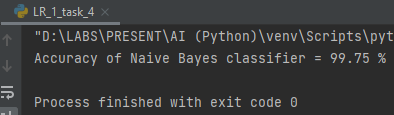 LR_1_task_4
"D:\LABS\PRESENT\AI (Python)\venv\Scripts\pyt
Accuracy of Naive Bayes classifier = 99.75 %
Process finished with exit code 0